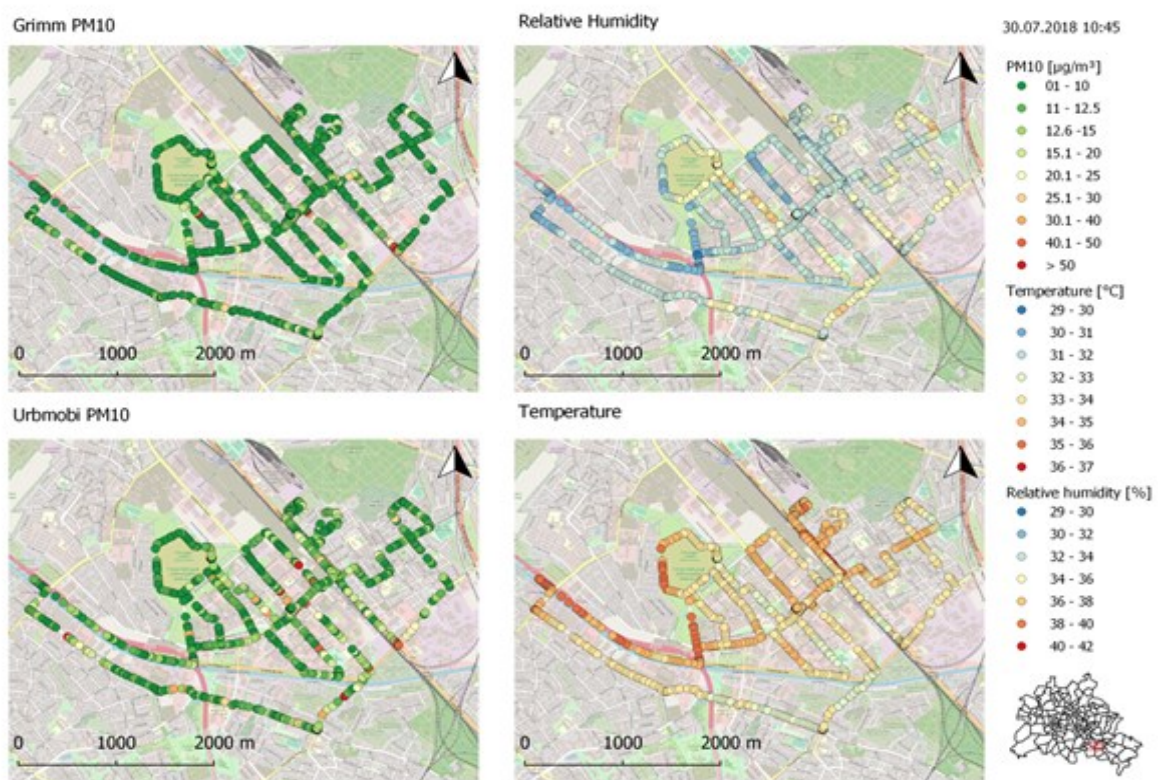 Grimm PM10
Relative Humidity
30.07.2018 10:45
0 1000 2000 m
0 1000 2000 m
PM10 [µg/m³]
01 - 10
11 - 12.5
12.6 -15
15.1 - 20
20.1 - 25
25.1 - 30
30.1 - 40
40.1 - 50
> 50
Temperature [°C]
29 - 30
30 - 31
31 - 32
32 - 33
33 - 34
34 - 35
35 - 36
36 - 37
Urbmobi PM10
Temperature
0 1000 2000 m
0 1000 2000 m
Relative humidity [%]
29 - 30
30 - 32
32 - 34
34 - 36
36 - 38
38 - 40
40 - 42